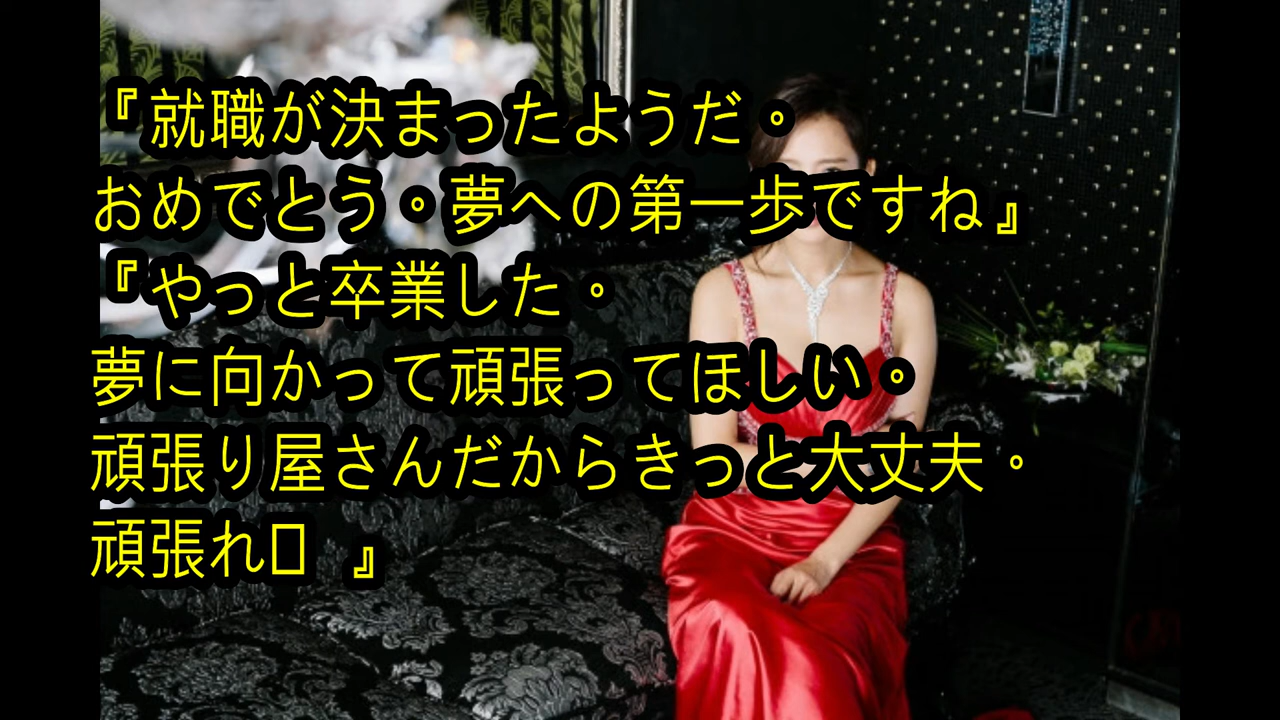 『就職が決まったようだ。
おめでとう。夢への第一歩ですね』
『やっと卒業した。
夢に向かって頑張ってほしい。
頑張り屋さんだからきっと大丈夫。
頑張れ□ 』